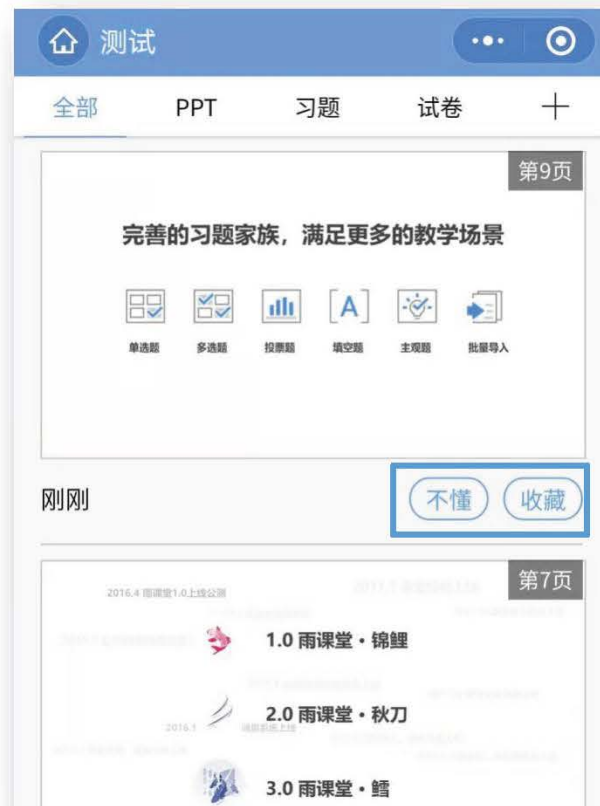 测试
全部 PPT 习题 试卷
第9页
完善的习题家族，满足更多的教学场景
A
单选题 多选题 投票题 填空题 主观题 批量导入
刚刚 不懂 收藏
第7页
2016.4 雨课堂1.0上线公测
1.0 雨课堂·锦鲤
2.0 雨课堂·秋刀
2016.1
3.0 雨课堂·鳕